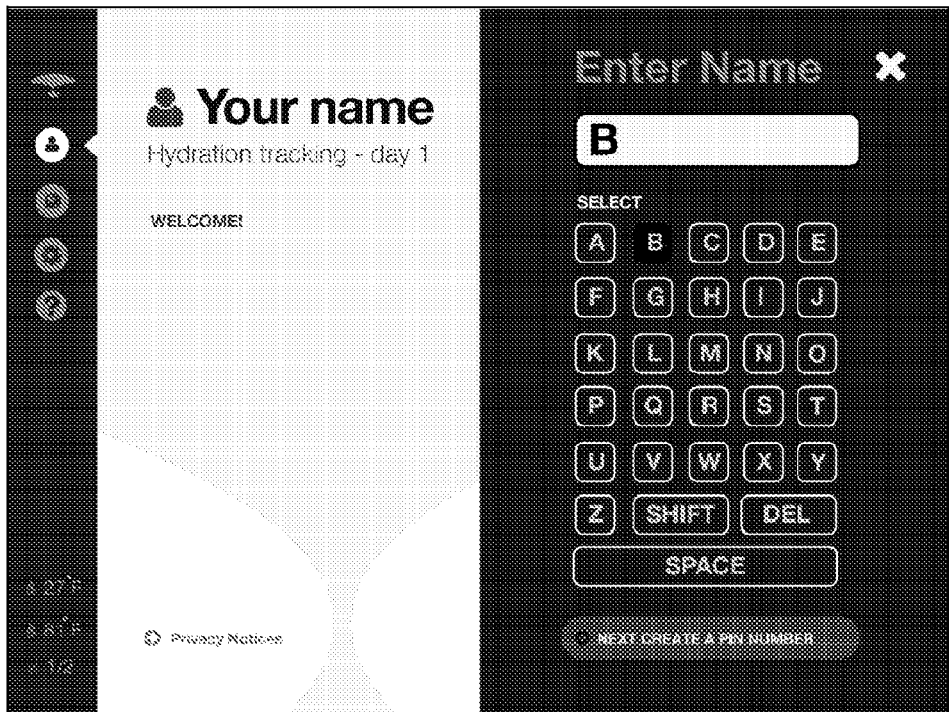 Your name
Hydration tracking - day 1
WELCOME!
Privacy Notices
Enter Name
B
SELECT
A B C D E
F G H I J
K L M N O
P Q R S T
U V W X Y
Z SHIFT DEL
SPACE
NEXT CREATE A PIN NUMBER